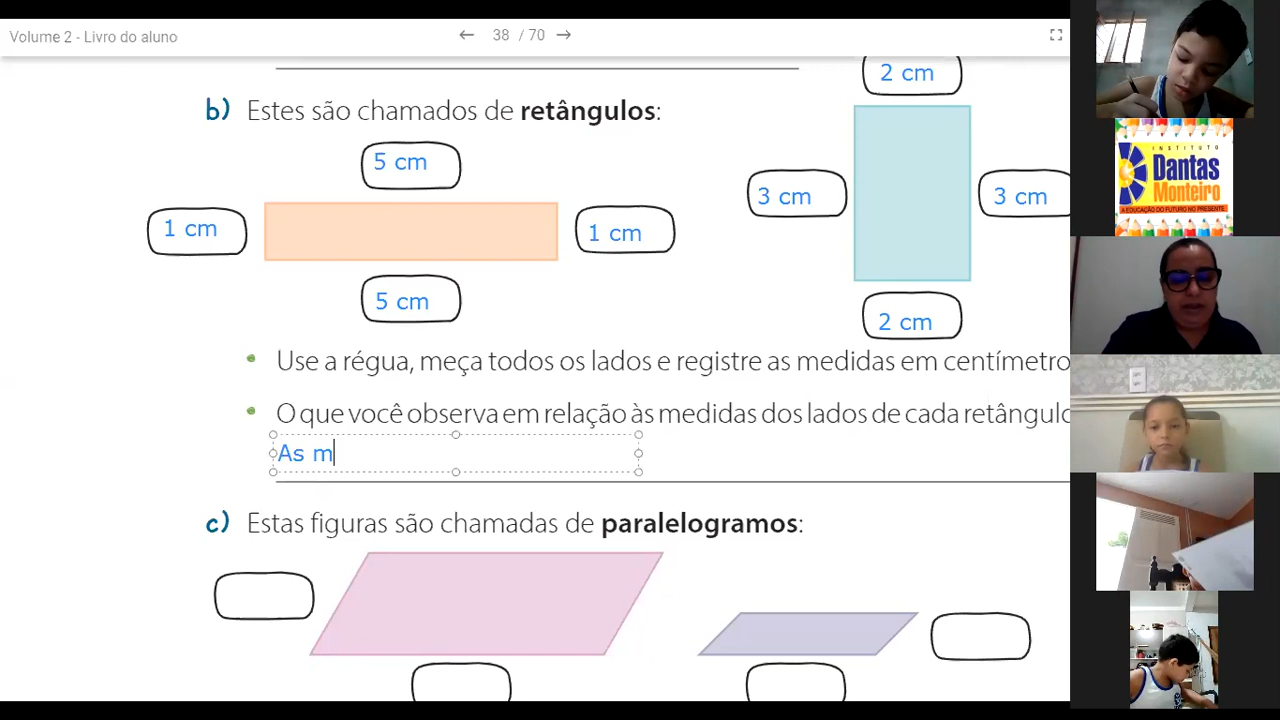 Volume 2 - Livro do aluno
38 / 70
2 cm
b) Estes são chamados de retângulos:
5 cm
3 cm
3 cm
1 cm
1 cm
5 cm
2 cm
Use a régua, meça todos os lados e registre as medidas em centímetro
O que você observa em relação às medidas dos lados de cada retângulo
As m
c) Estas figuras são chamadas de paralelogramos:
INSTITUTO
Dantas
Monteiro
A EDUCAÇÃO DO FUTURO NO PRESENTE